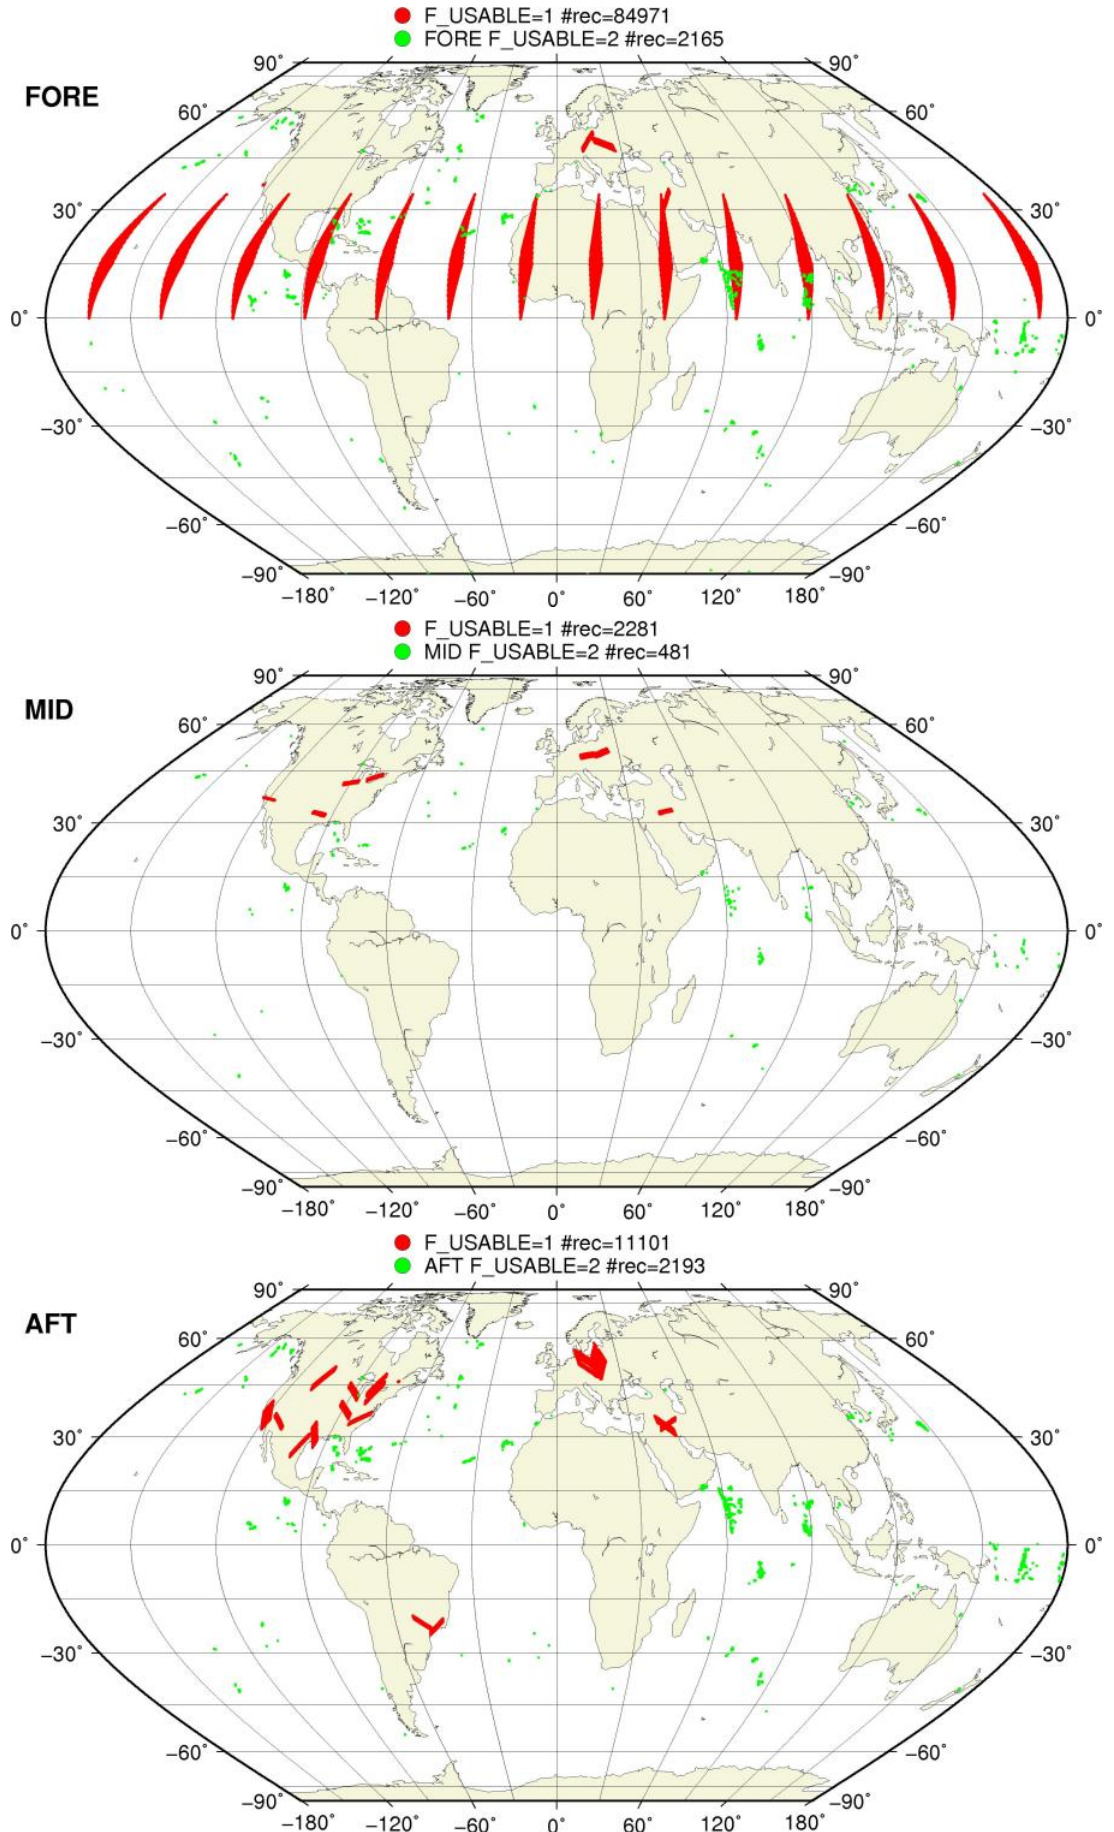 F_USABLE=1 #rec=84971
FORE F_USABLE=2 #rec=2165
FORE
90° 90°
60° 60°
30° 30°
0° 0°
−30° −30°
−60° −60°
−90° −90°
−180° −120° −60° 0° 60° 120° 180°
F_USABLE=1 #rec=2281
MID F_USABLE=2 #rec=481
MID
90° 90°
60° 60°
30° 30°
0° 0°
−30° −30°
−60° −60°
−90° −90°
−180° −120° −60° 0° 60° 120° 180°
F_USABLE=1 #rec=11101
AFT F_USABLE=2 #rec=2193
AFT
90° 90°
60° 60°
30° 30°
0° 0°
−30° −30°
−60° −60°
−90° −90°
−180° −120° −60° 0° 60° 120° 180°